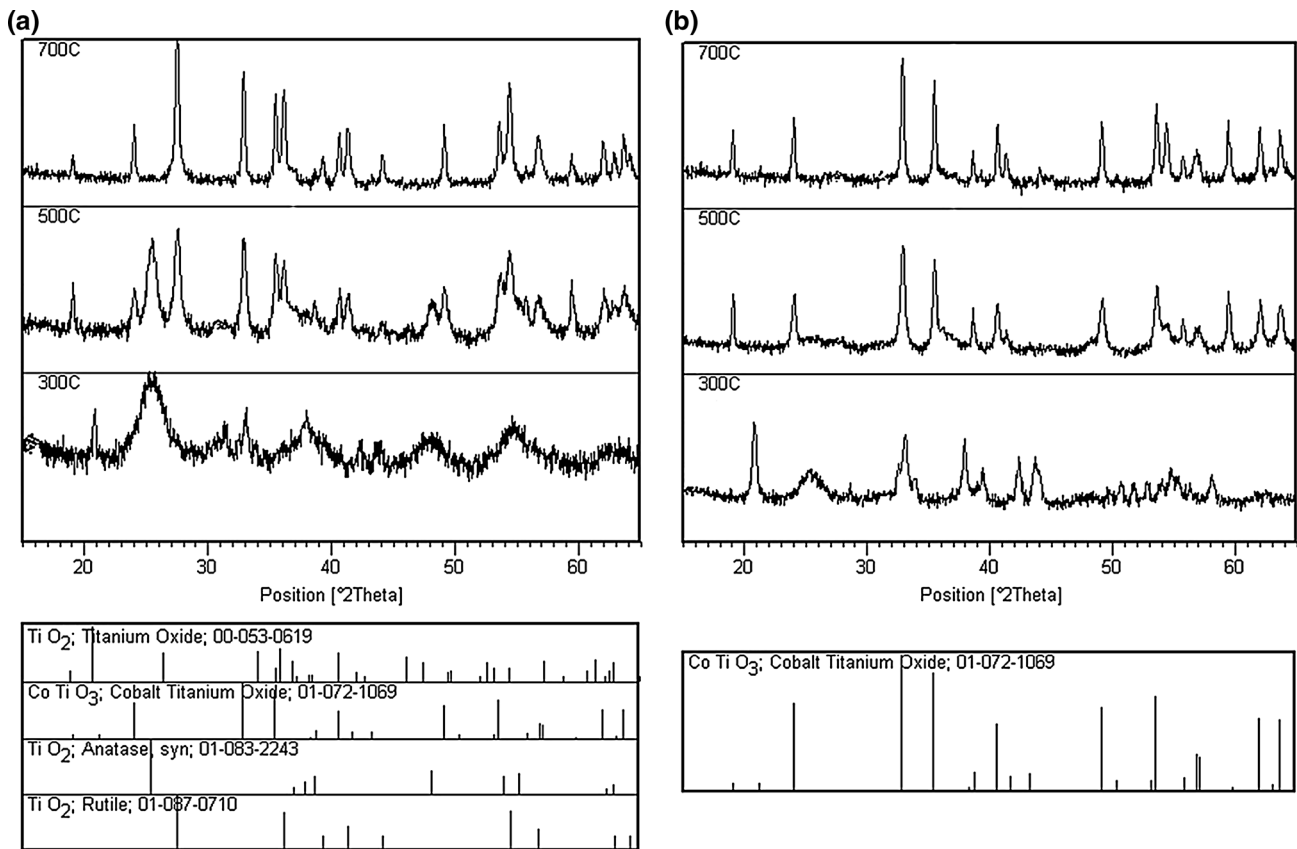 (a)
700C
500C
300C
20 30 40 50 60
Position [°2Theta]
Ti O2; Titanium Oxide; 00-053-0619
Co Ti O3; Cobalt Titanium Oxide; 01-072-1069
Ti O2; Anatase, syn; 01-083-2243
Ti O2; Rutile; 01-087-0710
(b)
700C
500C
300C
20 30 40 50 60
Position [°2Theta]
Co Ti O3; Cobalt Titanium Oxide; 01-072-1069